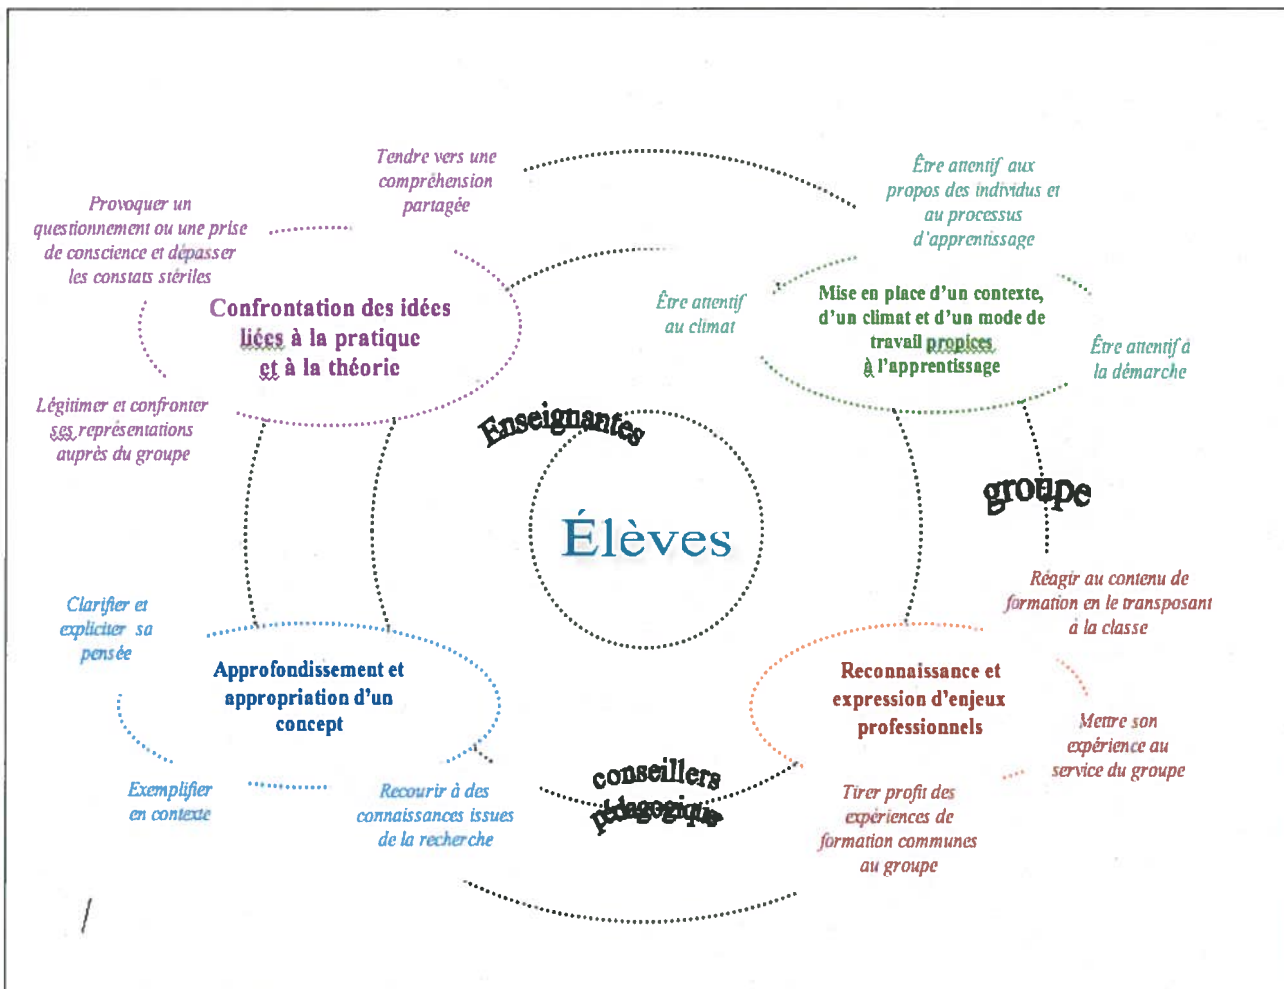 Tendre vers une
compréhension
partagée
Provoquer un
questionnement ou une prise
de conscience et dépasser
les constats stériles
Confrontation des idées
liées à la pratique
et à la théorie
Légitimer et confronter
ses représentations
auprès du groupe
Être attentif aux
propos des individus et
au processus
d'apprentissage
Être attentif
au climat
Mise en place d'un contexte,
d'un climat et d'un mode de
travail propices
à l'apprentissage
Être attentif à
la démarche
Enseignantes
groupe
Élèves
Clarifier et
expliciter sa
pensée
Approfondissement et
appropriation d'un
concept
Exemplifier
en contexte
Recourir à des
connaissances issues
de la recherche
conseillers
pédagogique
Réagir au contenu de
formation en le transposant
à la classe
Reconnaissance et
expression d'enjeux
professionnels
Mettre son
expérience au
service du groupe
Tirer profit des
expériences de
formation communes
au groupe